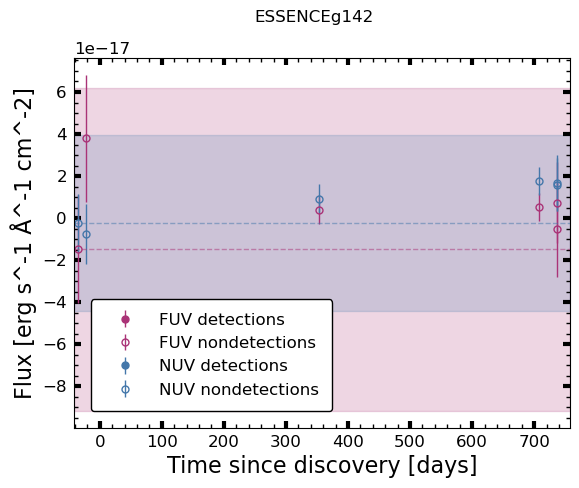 ESSENCEg142
1e−17
Flux [erg s^-1 Å^-1 cm^-2]
6
4
2
0
−2
−4
−6
−8
FUV detections
FUV nondetections
NUV detections
NUV nondetections
0 100 200 300 400 500 600 700
Time since discovery [days]